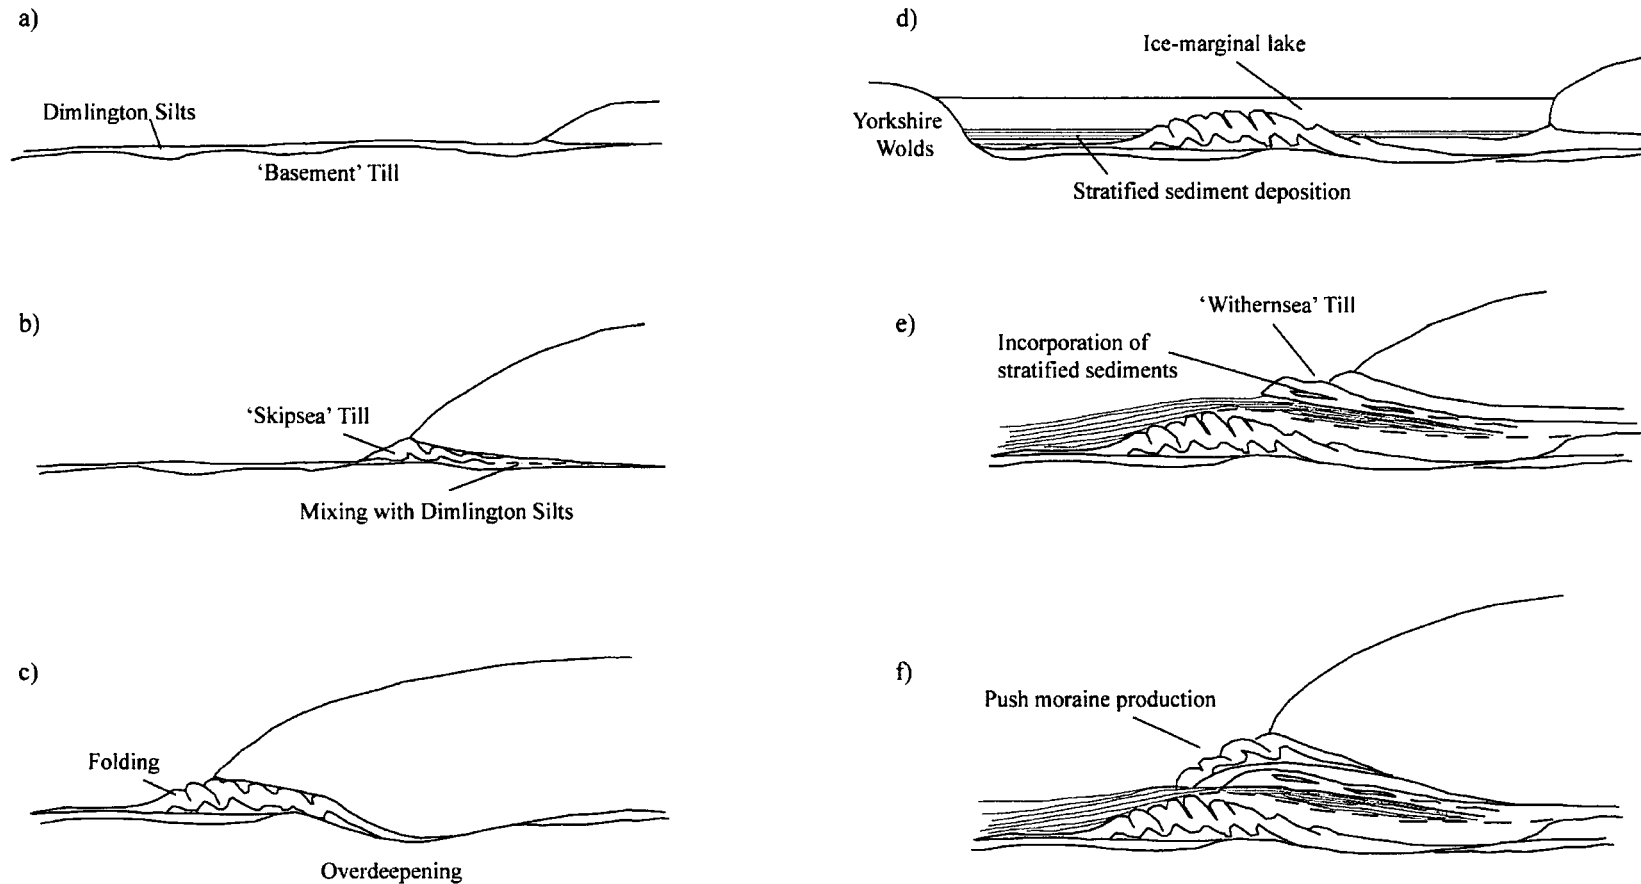 a)
Dimlington Silts
‘Basement’ Till
b)
‘Skipsea’ Till
Mixing with Dimlington Silts
c)
Folding
Overdeepening
d)
Ice-marginal lake
Yorkshire
Wolds
Stratified sediment deposition
e)
‘Withernsea’ Till
Incorporation of
stratified sediments
f)
Push moraine production